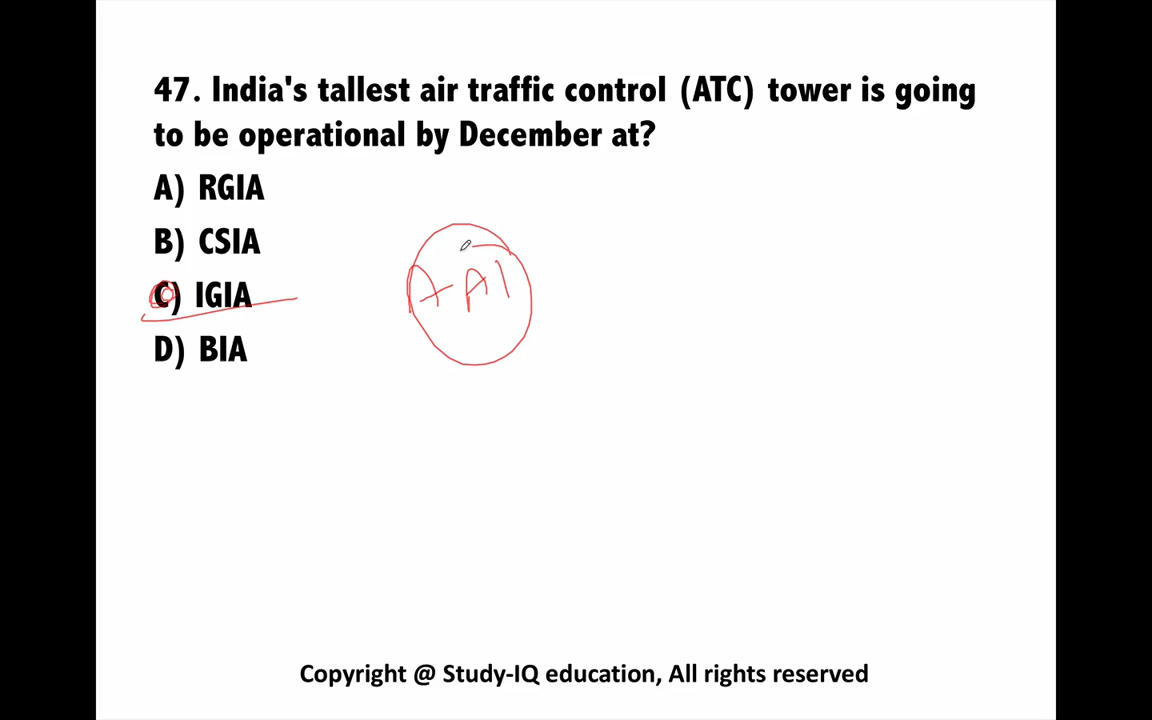 47. India's tallest air traffic control (ATC) tower is going
to be operational by December at?
A) RGIA
B) CSIA
C) IGIA
AAI
D) BIA
Copyright @ Study-IQ education, All rights reserved